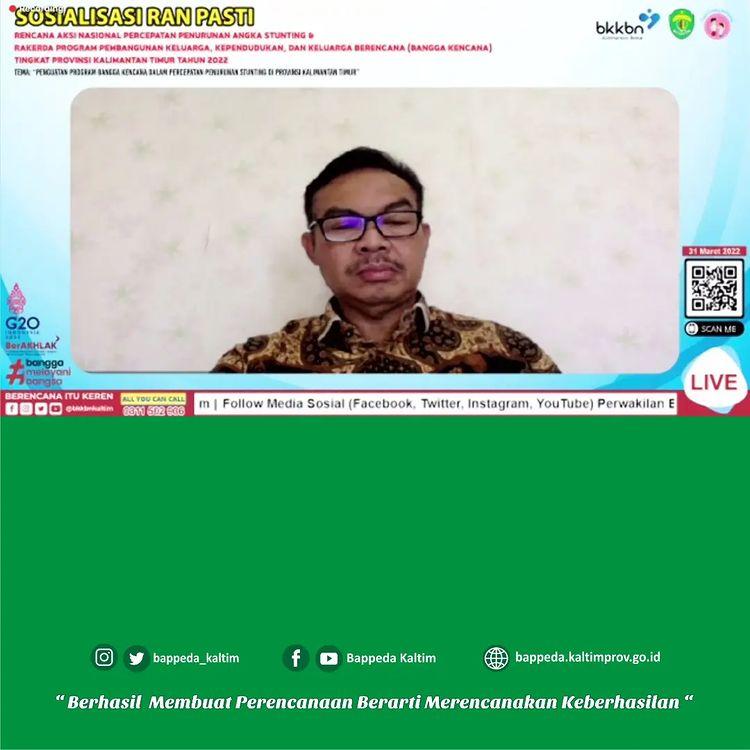 Recording
SOSIALISASI RAN PASTI
RENCANA AKSI NASIONAL PERCEPATAN PENURUNAN ANGKA STUNTING &
RAKERDA PROGRAM PEMBANGUNAN KELUARGA, KEPENDUDUKAN, DAN KELUARGA BERENCANA (BANGGA KENCANA)
TINGKAT PROVINSI KALIMANTAN TIMUR TAHUN 2022
TEMA: "PENGUATAN PROGRAM BANGGA KENCANA DALAM PERCEPATAN PENURUNAN STUNTING DI PROVINSI KALIMANTAN TIMUR"
bkkbn
31 Maret 2022
SCAN ME
G20
INDONESIA
2022
BerAKHLAK
#bangga
melayani
bangsa
LIVE
BERENCANA ITU KEREN
@bkkbnkaltim
ALL YOU CAN CALL
0811 502 906
m | Follow Media Sosial (Facebook, Twitter, Instagram, YouTube) Perwakilan B
bappeda_kaltim
Bappeda Kaltim
bappeda.kaltimprov.go.id
“ Berhasil Membuat Perencanaan Berarti Merencanakan Keberhasilan “